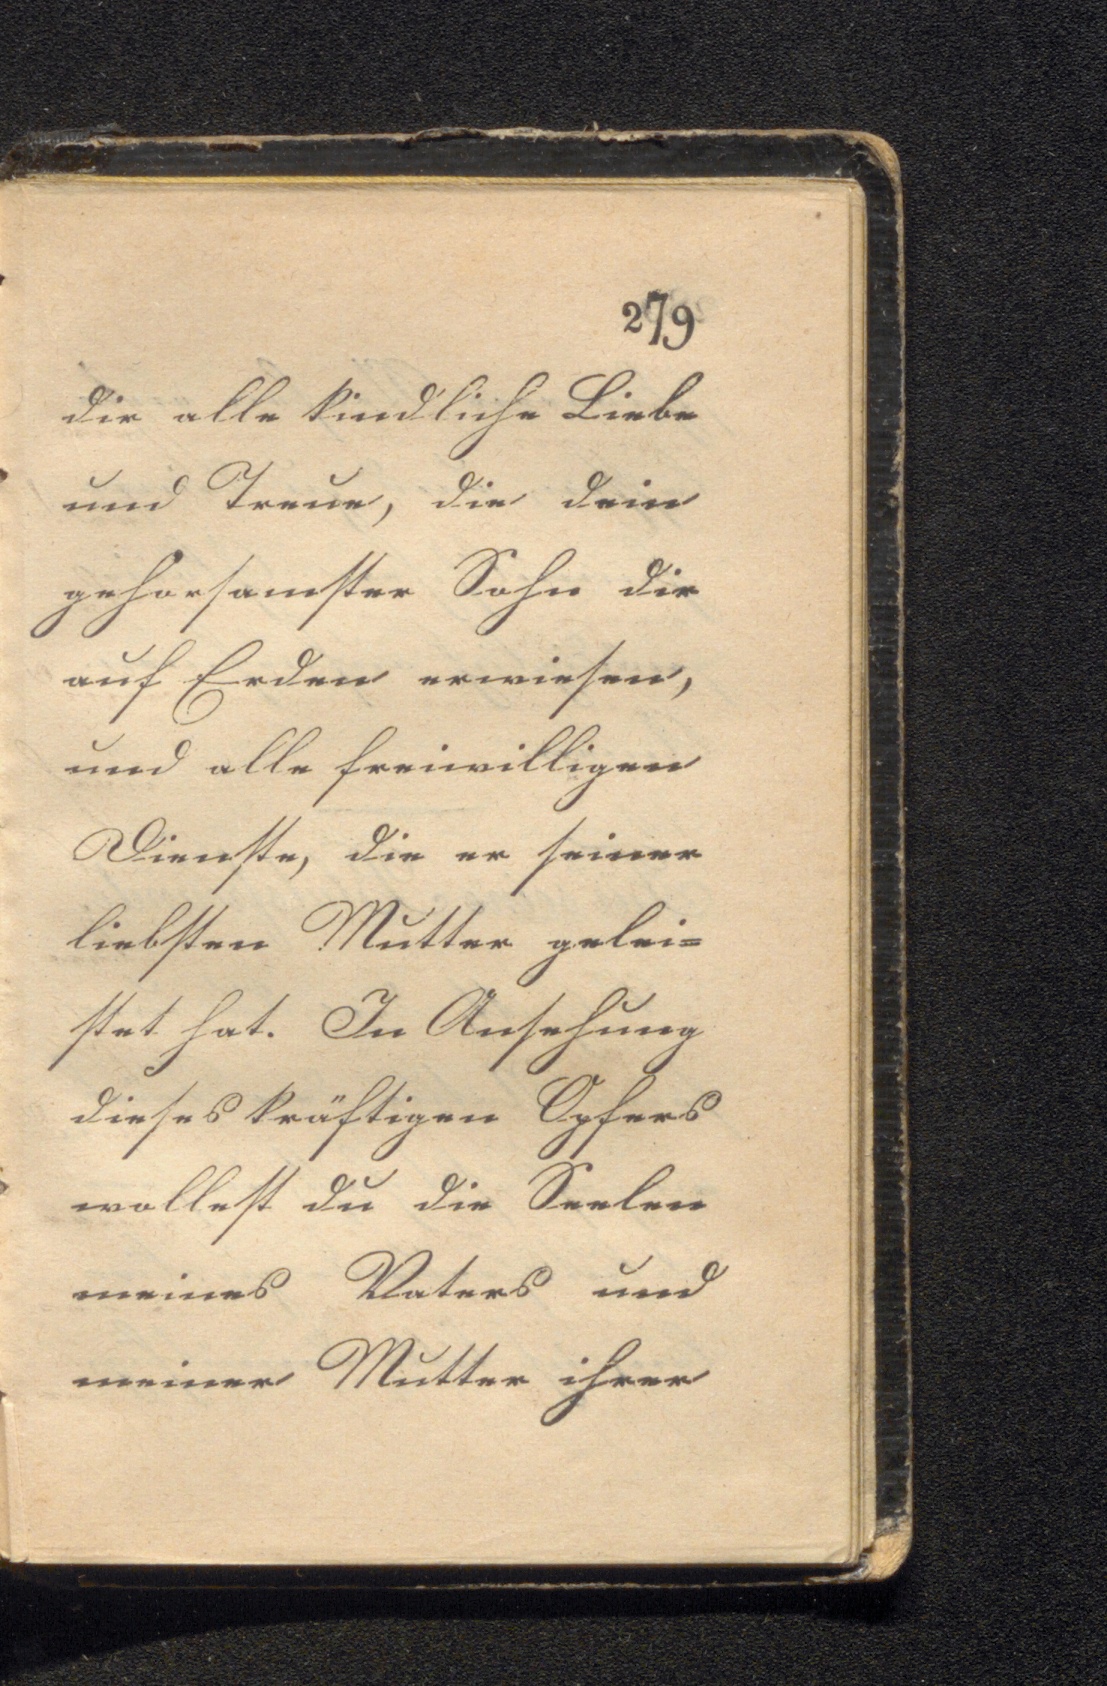 279
dir alle kindliche Liebe
und Treue, die dein
gehorsamster Sohn dir
auf Erden erwiesen,
und alle freiwilligen
Dienste, die er seiner
liebsten Mutter gelei=
stet hat. In Ansehung
dieses kräftigen Opfers
wollest du die Seelen
meines Vaters und
meiner Mutter ihrer